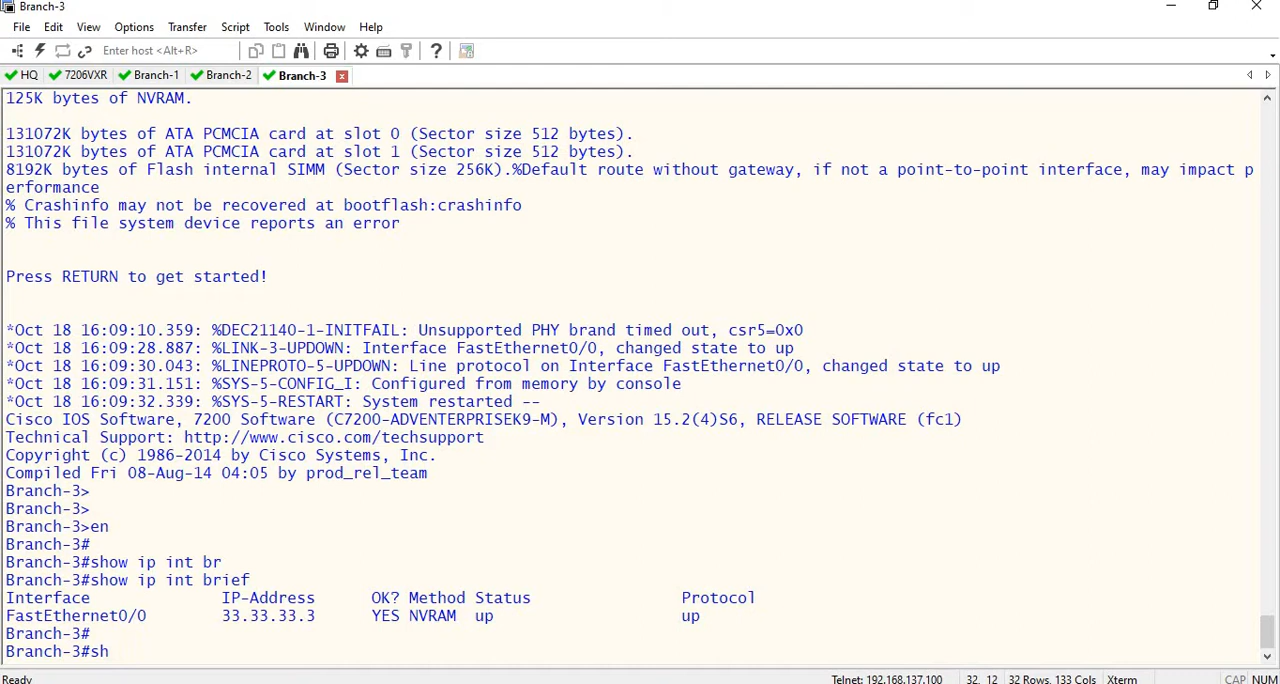 Branch-3
File Edit View Options Transfer Script Tools Window Help
Enter host <Alt+R>
HQ 7206VXR Branch-1 Branch-2 Branch-3
125K bytes of NVRAM.
131072K bytes of ATA PCMCIA card at slot 0 (Sector size 512 bytes).
131072K bytes of ATA PCMCIA card at slot 1 (Sector size 512 bytes).
8192K bytes of Flash internal SIMM (Sector size 256K).%Default route without gateway, if not a point-to-point interface, may impact p
erformance
% Crashinfo may not be recovered at bootflash:crashinfo
% This file system device reports an error
Press RETURN to get started!
*Oct 18 16:09:10.359: %DEC21140-1-INITFAIL: Unsupported PHY brand timed out, csr5=0x0
*Oct 18 16:09:28.887: %LINK-3-UPDOWN: Interface FastEthernet0/0, changed state to up
*Oct 18 16:09:30.043: %LINEPROTO-5-UPDOWN: Line protocol on Interface FastEthernet0/0, changed state to up
*Oct 18 16:09:31.151: %SYS-5-CONFIG_I: Configured from memory by console
*Oct 18 16:09:32.339: %SYS-5-RESTART: System restarted --
Cisco IOS Software, 7200 Software (C7200-ADVENTERPRISEK9-M), Version 15.2(4)S6, RELEASE SOFTWARE (fc1)
Technical Support: http://www.cisco.com/techsupport
Copyright (c) 1986-2014 by Cisco Systems, Inc.
Compiled Fri 08-Aug-14 04:05 by prod_rel_team
Branch-3>
Branch-3>
Branch-3>en
Branch-3#
Branch-3#show ip int br
Branch-3#show ip int brief
Interface IP-Address OK? Method Status Protocol
FastEthernet0/0 33.33.33.3 YES NVRAM up up
Branch-3#
Branch-3#sh
Ready Telnet: 192.168.137.100 32, 12 32 Rows, 133 Cols Xterm CAP NUM